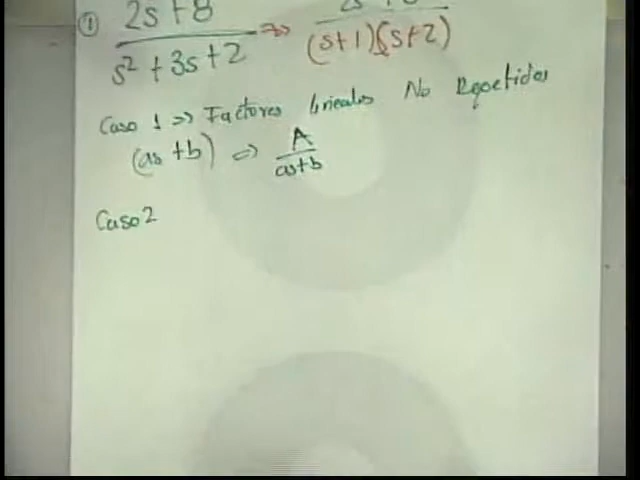 ① 2s+8 / s² + 3s + 2 => / (s+1)(s+2)
Caso 1 => Factores lineales No Repetidos
(as + b) => A / as+b
Caso 2